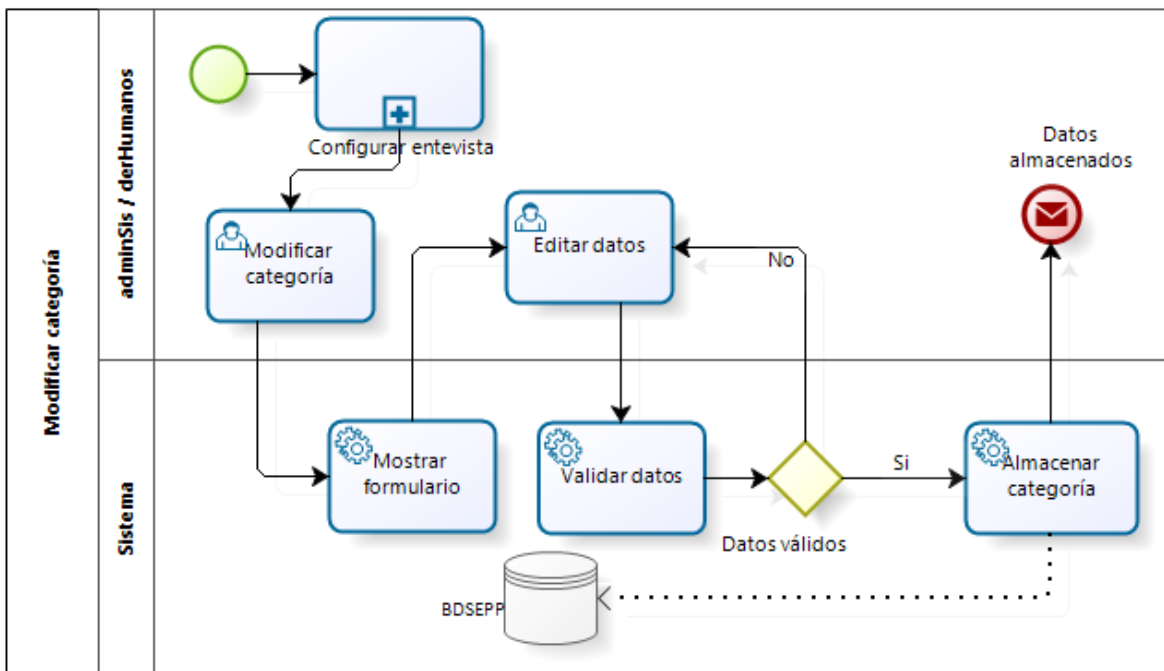 Modificar categoría
adminSis / derHumanos
Sistema
Configurar entevista
Modificar
categoría
Editar datos
No
Datos
almacenados
Mostrar
formulario
Validar datos
Datos válidos
Si
Almacenar
categoría
BDSEPP